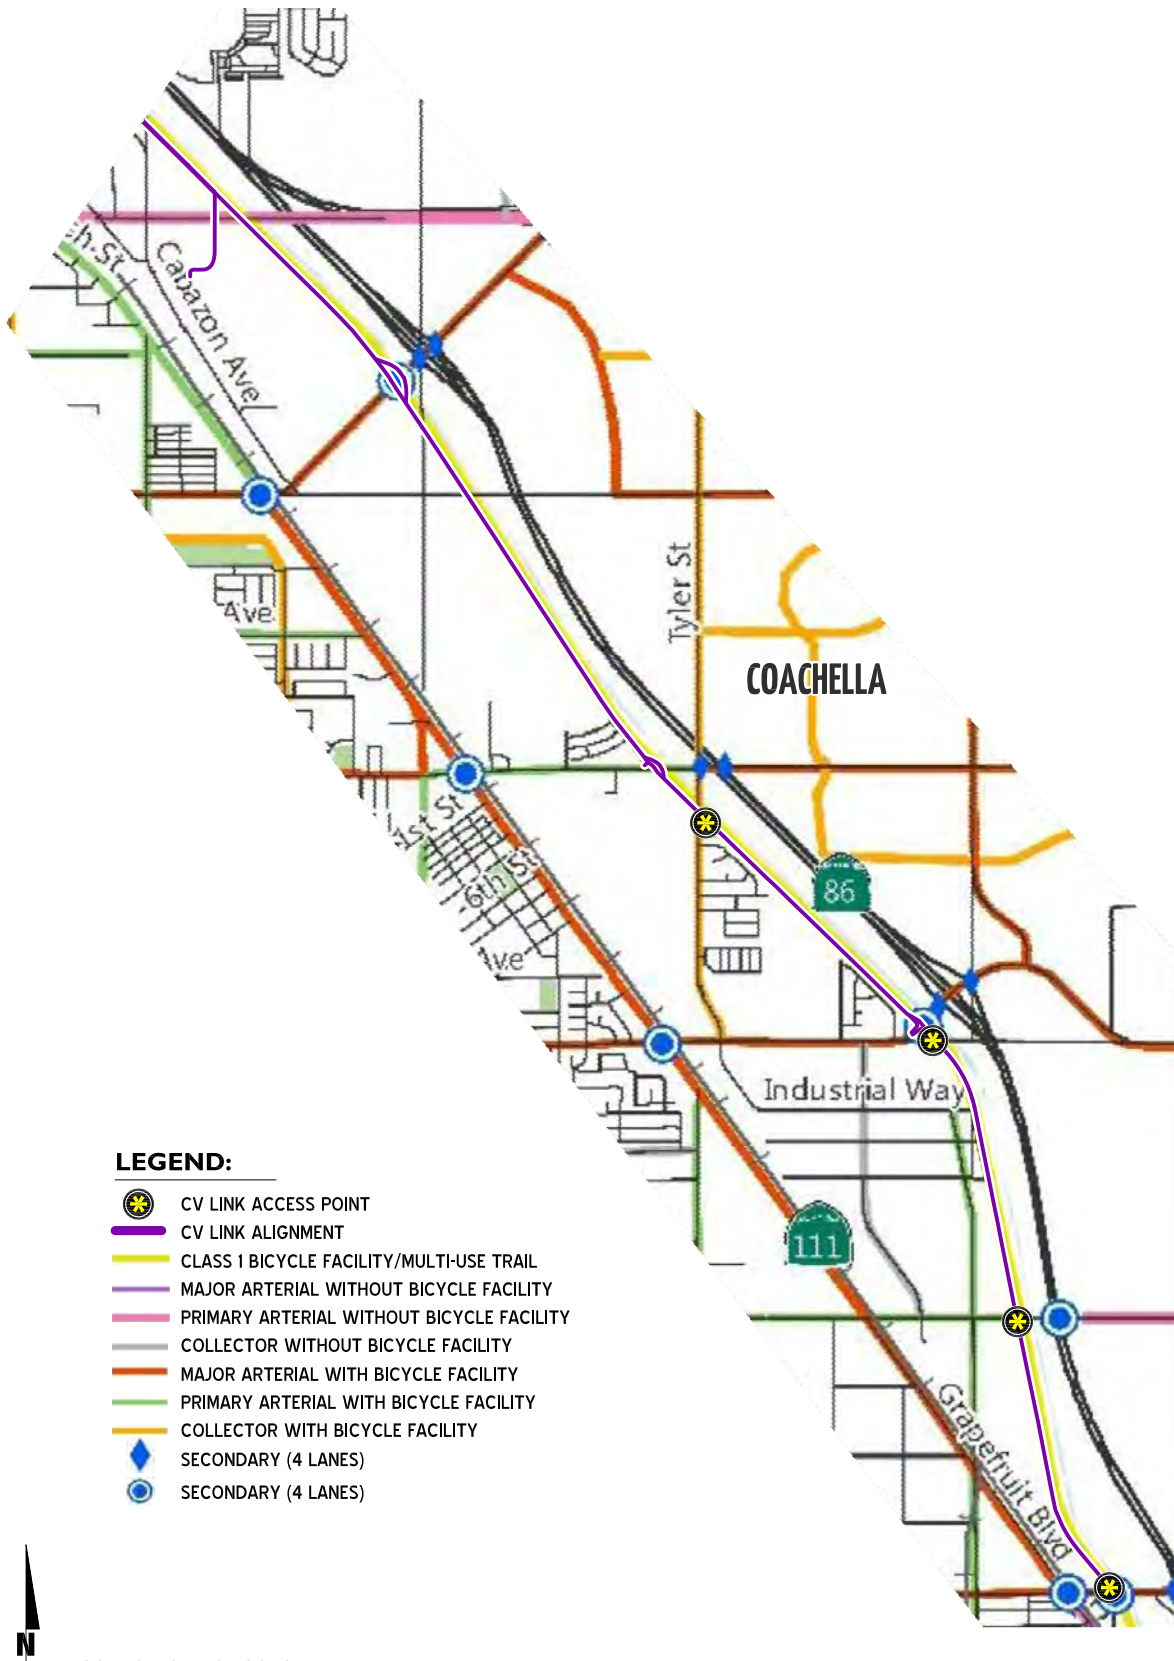 Cabazon Ave
Tyler St
COACHELLA
Ave
1st St
6th St
Ave
86
Industrial Way
111
Grapefruit Blvd
LEGEND:
CV LINK ACCESS POINT
CV LINK ALIGNMENT
CLASS 1 BICYCLE FACILITY/MULTI-USE TRAIL
MAJOR ARTERIAL WITHOUT BICYCLE FACILITY
PRIMARY ARTERIAL WITHOUT BICYCLE FACILITY
COLLECTOR WITHOUT BICYCLE FACILITY
MAJOR ARTERIAL WITH BICYCLE FACILITY
PRIMARY ARTERIAL WITH BICYCLE FACILITY
COLLECTOR WITH BICYCLE FACILITY
SECONDARY (4 LANES)
SECONDARY (4 LANES)
N